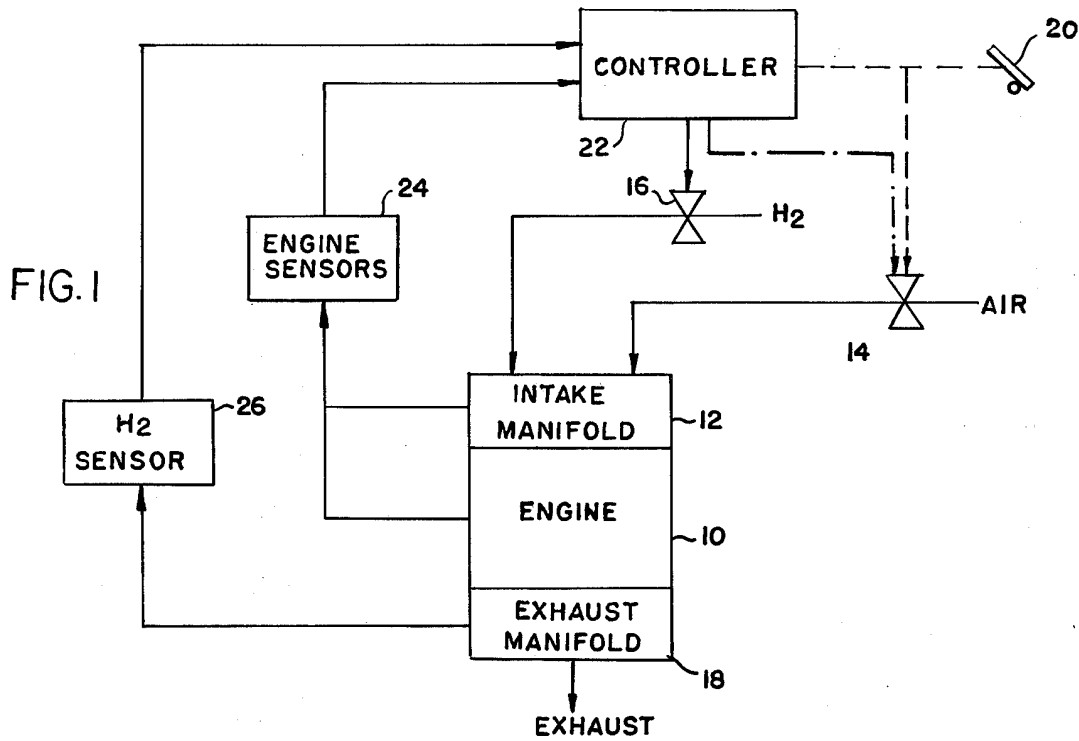 20
CONTROLLER
22
16
H2
24
ENGINE
SENSORS
FIG. 1
AIR
14
26
H2
SENSOR
INTAKE
MANIFOLD
12
ENGINE
10
EXHAUST
MANIFOLD
18
EXHAUST